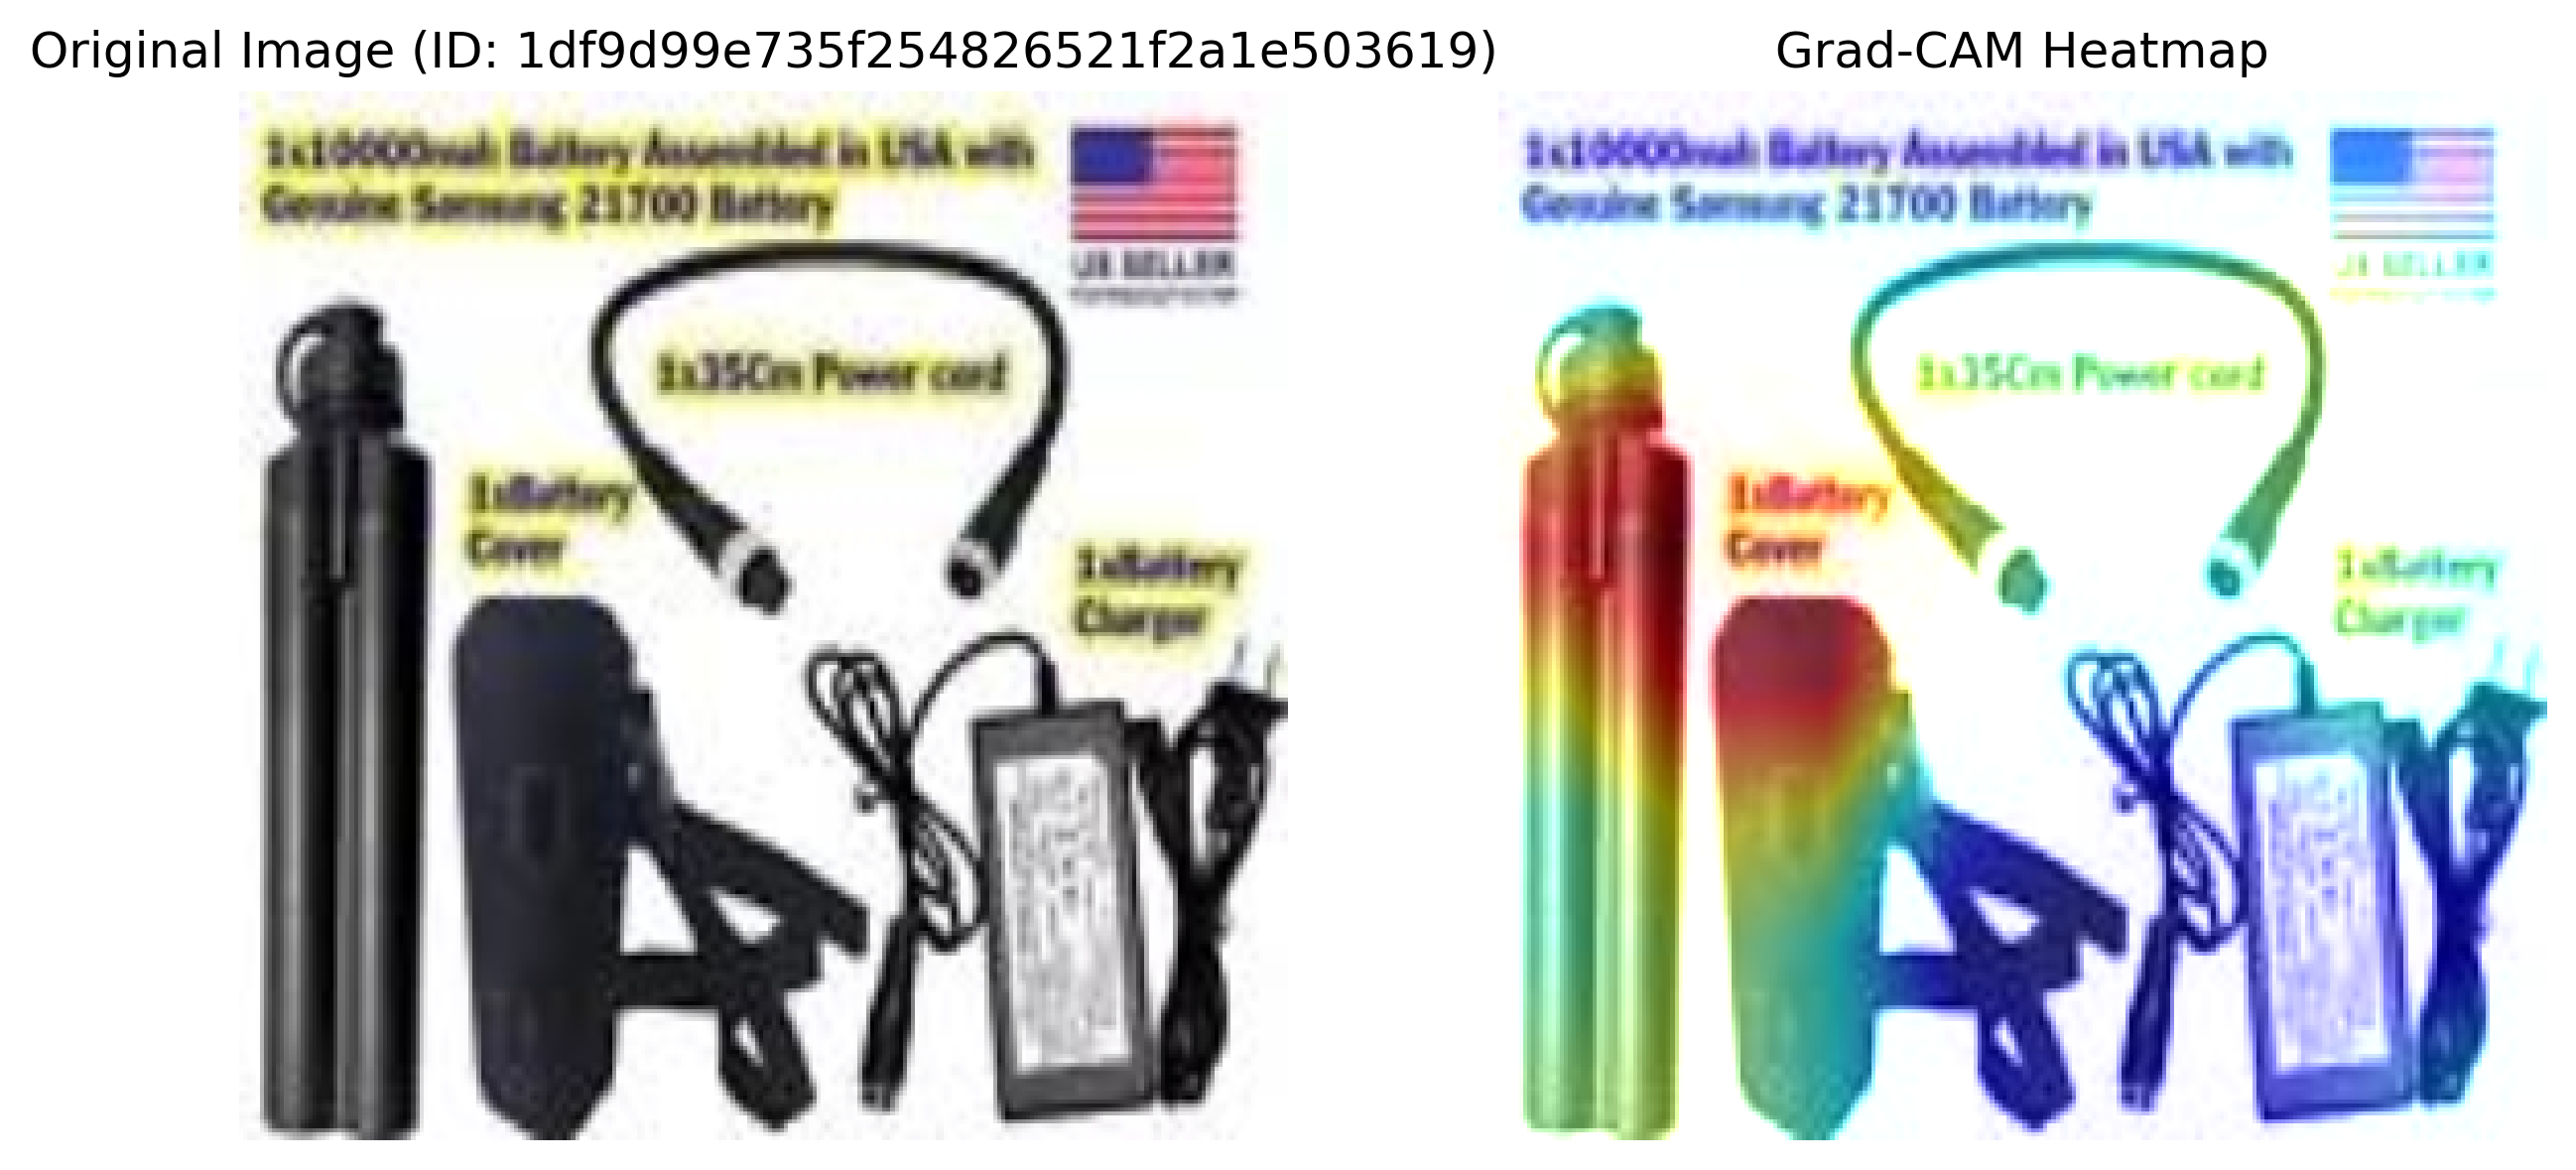 Original Image (ID: 1df9d99e735f254826521f2a1e503619)
Grad-CAM Heatmap
1x10000mah Battery Assembled in USA with
Genuine Samsung 21700 Battery
US SELLER
1x35Cm Power cord
1xBattery
Cover
1xBattery
Charger
1x10000mah Battery Assembled in USA with
Genuine Samsung 21700 Battery
US SELLER
1x35Cm Power cord
1xBattery
Cover
1xBattery
Charger